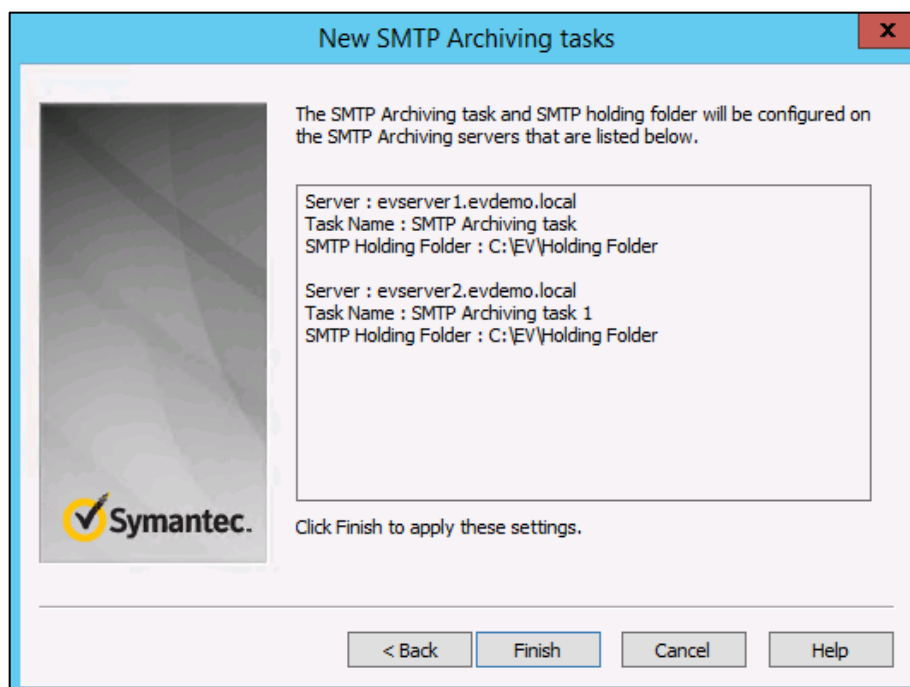 New SMTP Archiving tasks
x
The SMTP Archiving task and SMTP holding folder will be configured on
the SMTP Archiving servers that are listed below.
Server : evserver1.evdemo.local
Task Name : SMTP Archiving task
SMTP Holding Folder : C:\EV\Holding Folder
Server : evserver2.evdemo.local
Task Name : SMTP Archiving task 1
SMTP Holding Folder : C:\EV\Holding Folder
Symantec.
Click Finish to apply these settings.
< Back
Finish
Cancel
Help